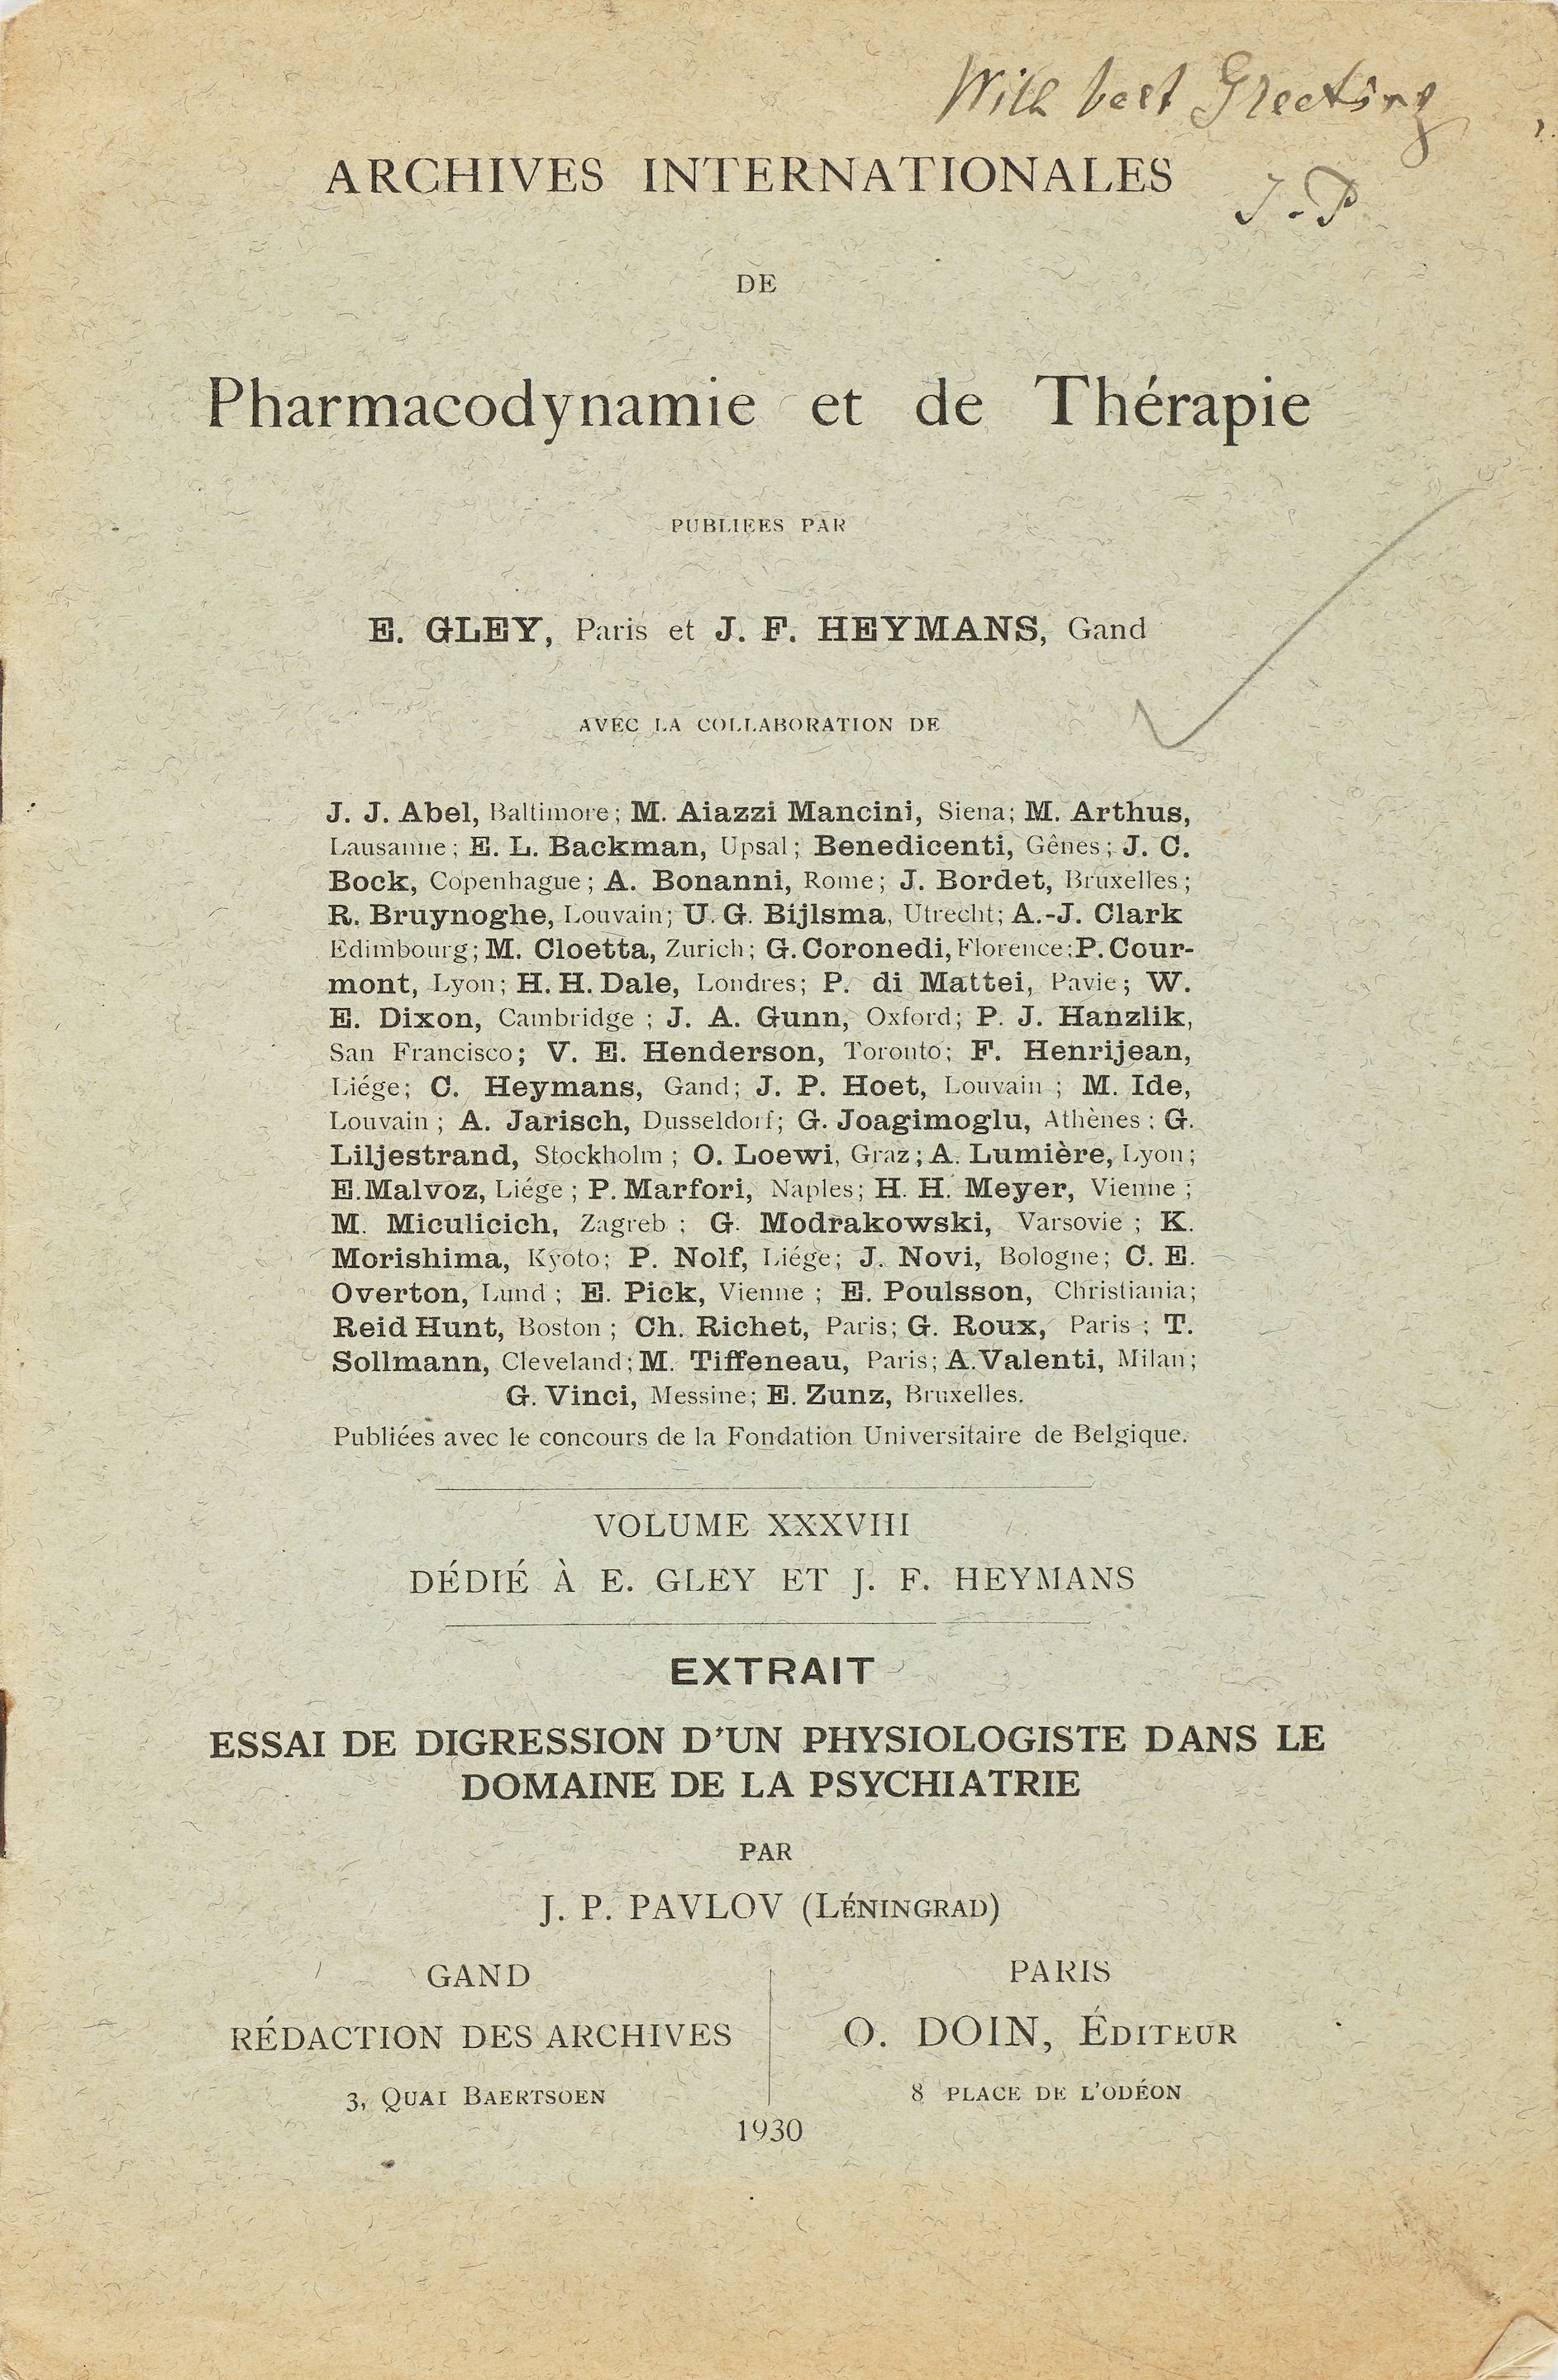 With best Greeting
J.P
ARCHIVES INTERNATIONALES
DE
Pharmacodynamie et de Thérapie
PUBLIEES PAR
E. GLEY, Paris et J. F. HEYMANS, Gand
AVEC LA COLLABORATION DE
J. J. Abel, Baltimore; M. Aiazzi Mancini, Siena; M. Arthus,
Lausanne; E. L. Backman, Upsal; Benedicenti, Gênes; J. C.
Bock, Copenhague; A. Bonanni, Rome; J. Bordet, Bruxelles;
R. Bruynoghe, Louvain; U. G. Bijlsma, Utrecht; A.-J. Clark
Edimbourg; M. Cloetta, Zurich; G. Coronedi, Florence; P. Cour-
mont, Lyon; H. H. Dale, Londres; P. di Mattei, Pavie; W.
E. Dixon, Cambridge; J. A. Gunn, Oxford; P. J. Hanzlik,
San Francisco; V. E. Henderson, Toronto; F. Henrijean,
Liége; C. Heymans, Gand; J. P. Hoet, Louvain; M. Ide,
Louvain; A. Jarisch, Dusseldorf; G. Joagimoglu, Athènes; G.
Liljestrand, Stockholm; O. Loewi, Graz; A. Lumière, Lyon;
E. Malvoz, Liége; P. Marfori, Naples; H. H. Meyer, Vienne;
M. Miculicich, Zagreb; G. Modrakowski, Varsovie; K.
Morishima, Kyoto; P. Nolf, Liége; J. Novi, Bologne; C. E.
Overton, Lund; E. Pick, Vienne; E. Poulsson, Christiania;
Reid Hunt, Boston; Ch. Richet, Paris; G. Roux, Paris; T.
Sollmann, Cleveland; M. Tiffeneau, Paris; A. Valenti, Milan;
G. Vinci, Messine; E. Zunz, Bruxelles.
Publiées avec le concours de la Fondation Universitaire de Belgique.
VOLUME XXXVIII
DÉDIÉ À E. GLEY ET J. F. HEYMANS
EXTRAIT
ESSAI DE DIGRESSION D'UN PHYSIOLOGISTE DANS LE
DOMAINE DE LA PSYCHIATRIE
PAR
J. P. PAVLOV (LÉNINGRAD)
GAND
RÉDACTION DES ARCHIVES
3, QUAI BAERTSOEN
PARIS
O. DOIN, ÉDITEUR
8 PLACE DE L'ODÉON
1930